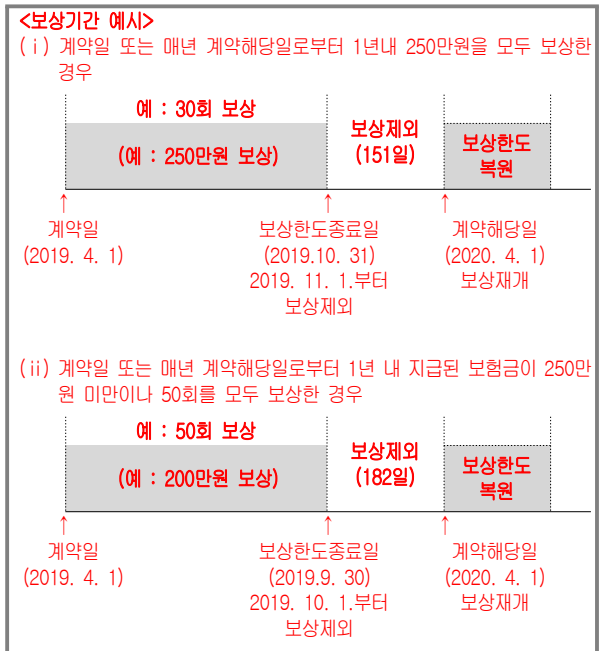 <보상기간 예시>
(ⅰ) 계약일 또는 매년 계약해당일로부터 1년내 250만원을 모두 보상한
경우
예 : 30회 보상
(예 : 250만원 보상)
보상제외
(151일)
보상한도
복원
↑ ↑ ↑
계약일 보상한도종료일 계약해당일
(2019. 4. 1) (2019.10. 31) (2020. 4. 1)
2019. 11. 1.부터 보상재개
보상제외
(ⅱ) 계약일 또는 매년 계약해당일로부터 1년 내 지급된 보험금이 250만
원 미만이나 50회를 모두 보상한 경우
예 : 50회 보상
(예 : 200만원 보상)
보상제외
(182일)
보상한도
복원
↑ ↑ ↑
계약일 보상한도종료일 계약해당일
(2019. 4. 1) (2019.9. 30) (2020. 4. 1)
2019. 10. 1.부터 보상재개
보상제외